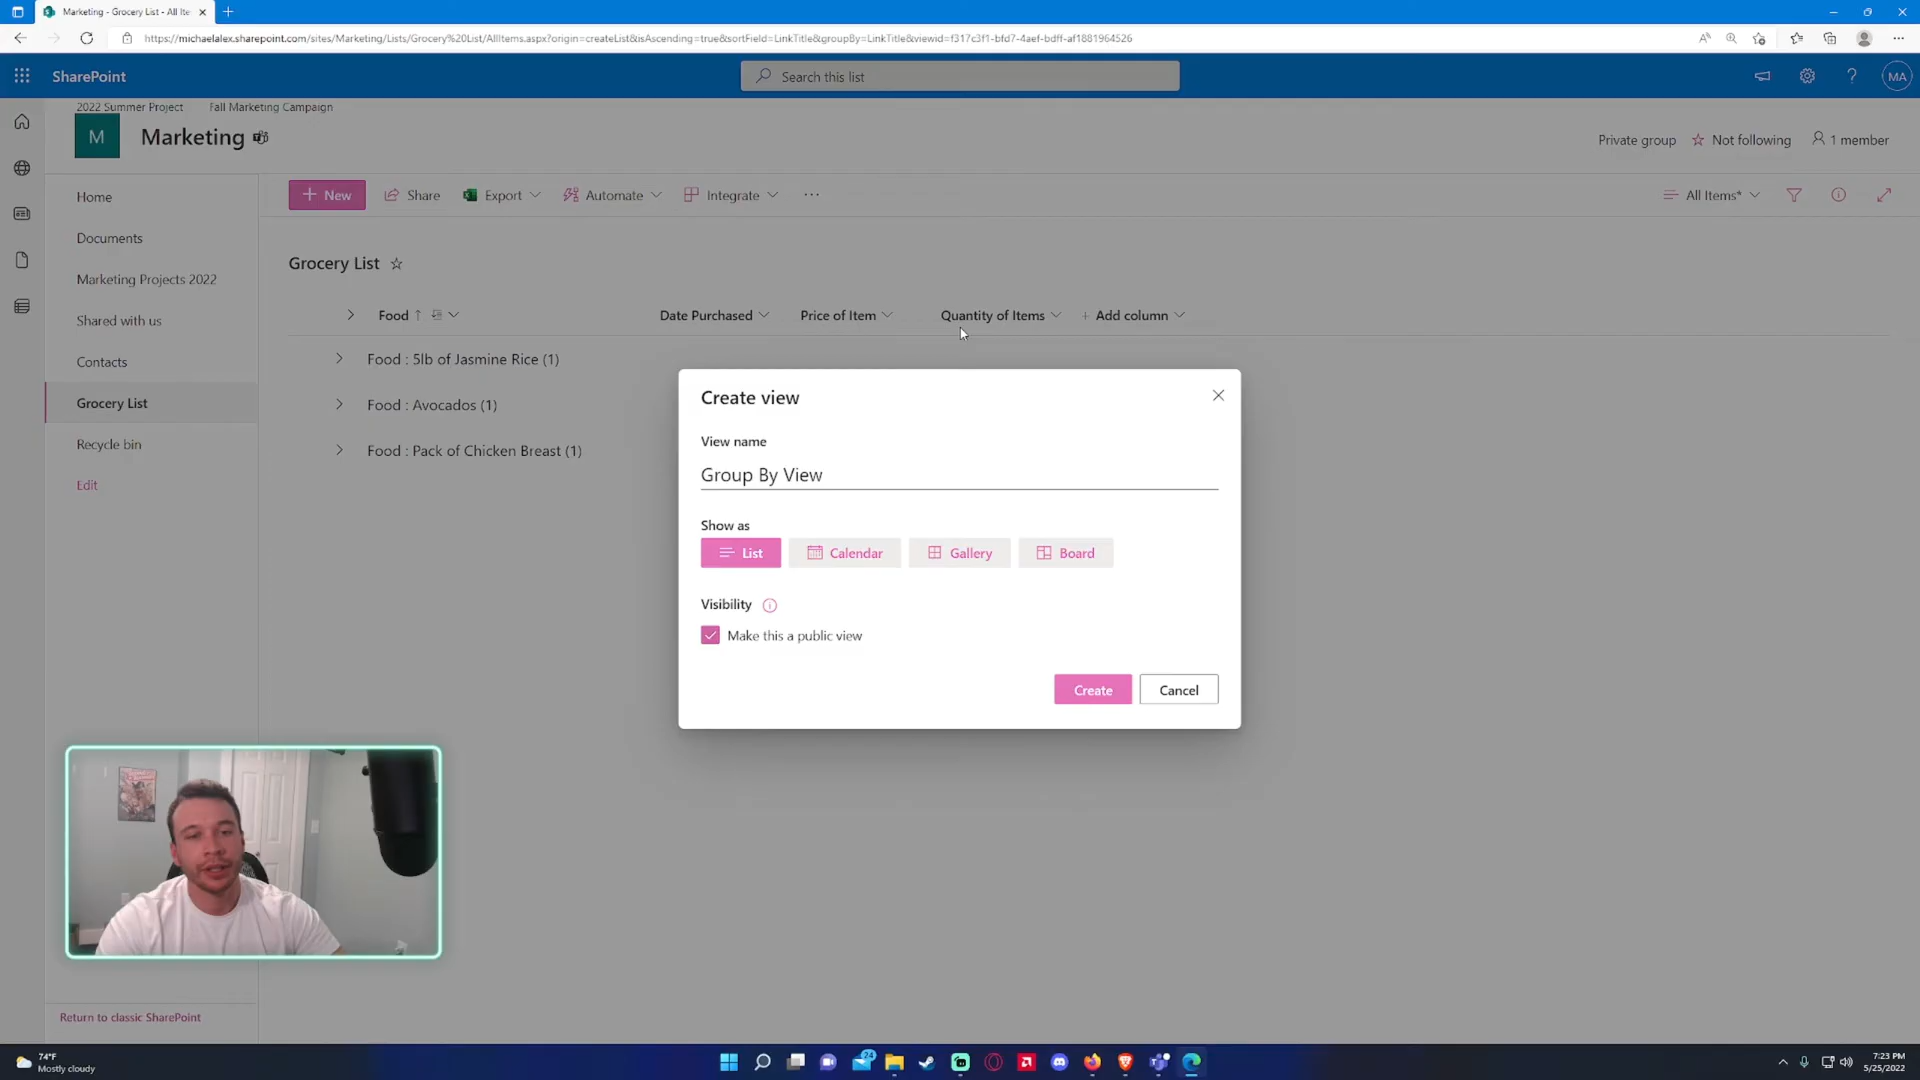 Marketing - Grocery List - All Ite
https://michaelalex.sharepoint.com/sites/Marketing/Lists/Grocery%20List/AllItems.aspx?origin=createList&isAscending=true&sortField=LinkTitle&groupBy=LinkTitle&viewid=f317c3f1-bfd7-4aef-bdff-af1881964526
SharePoint
Search this list
MA
2022 Summer Project
Fall Marketing Campaign
M
Marketing
Private group
Not following
1 member
Home
Documents
Marketing Projects 2022
Shared with us
Contacts
Grocery List
Recycle bin
Edit
Return to classic SharePoint
+ New
Share
Export
Automate
Integrate
...
All Items*
Grocery List
Food
Date Purchased
Price of Item
Quantity of Items
+ Add column
Food : 5lb of Jasmine Rice (1)
Food : Avocados (1)
Food : Pack of Chicken Breast (1)
Create view
View name
Group By View
Show as
List
Calendar
Gallery
Board
Visibility
Make this a public view
Create
Cancel
74°F
Mostly cloudy
24
7:23 PM
5/25/2022